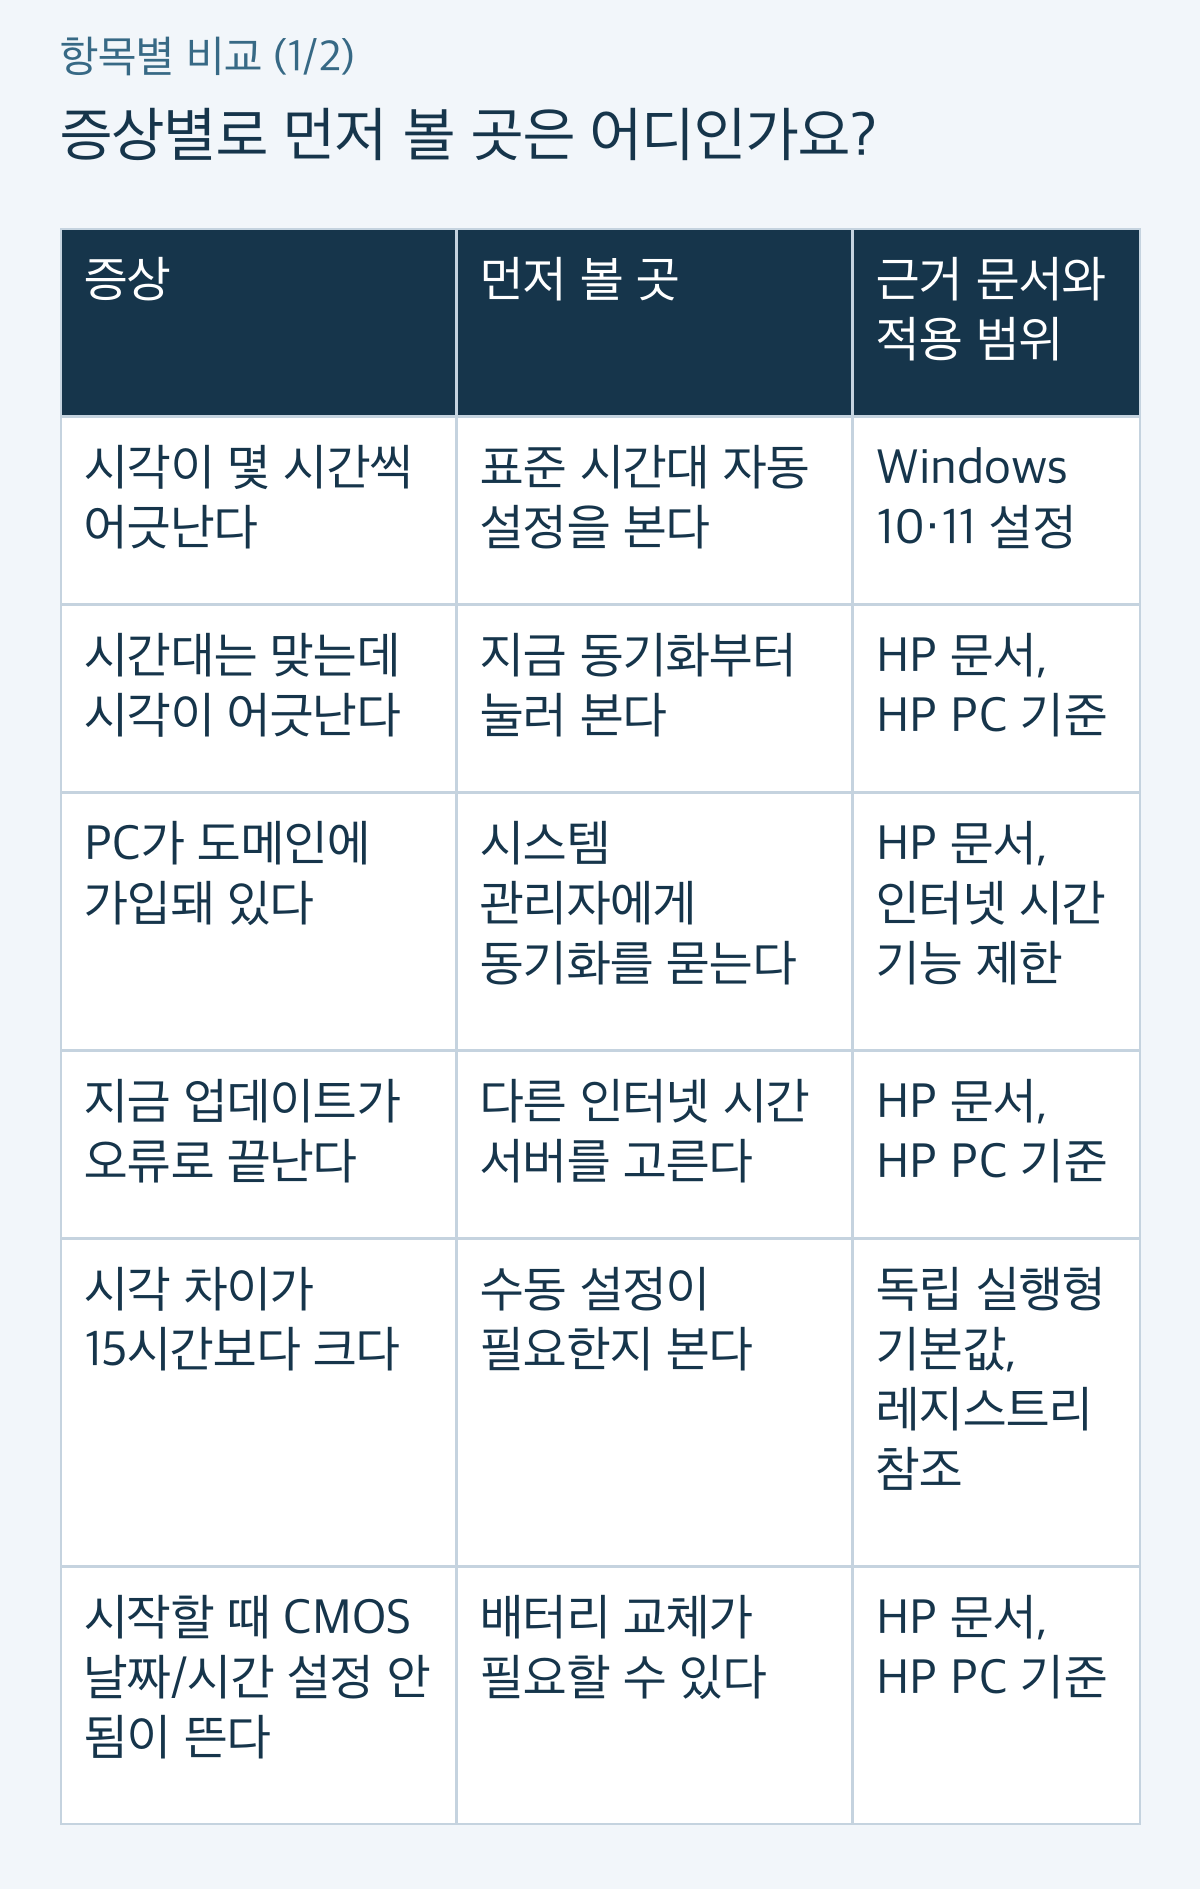 항목별 비교 (1/2)
증상별로 먼저 볼 곳은 어디인가요?
증상
먼저 볼 곳
근거 문서와
적용 범위
시각이 몇 시간씩
어긋난다
표준 시간대 자동
설정을 본다
Windows
10·11 설정
시간대는 맞는데
시각이 어긋난다
지금 동기화부터
눌러 본다
HP 문서,
HP PC 기준
PC가 도메인에
가입돼 있다
시스템
관리자에게
동기화를 묻는다
HP 문서,
인터넷 시간
기능 제한
지금 업데이트가
오류로 끝난다
다른 인터넷 시간
서버를 고른다
HP 문서,
HP PC 기준
시각 차이가
15시간보다 크다
수동 설정이
필요한지 본다
독립 실행형
기본값,
레지스트리
참조
시작할 때 CMOS
날짜/시간 설정 안
됨이 뜬다
배터리 교체가
필요할 수 있다
HP 문서,
HP PC 기준